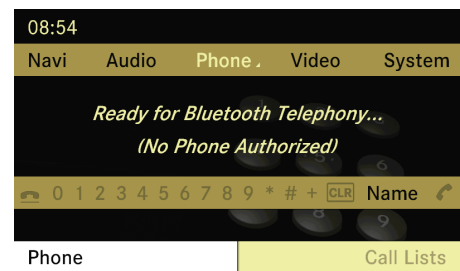 08:54
Navi Audio Phone Video System
Ready for Bluetooth Telephony...
(No Phone Authorized)
0 1 2 3 4 5 6 7 8 9 * # + CLR Name
Phone Call Lists